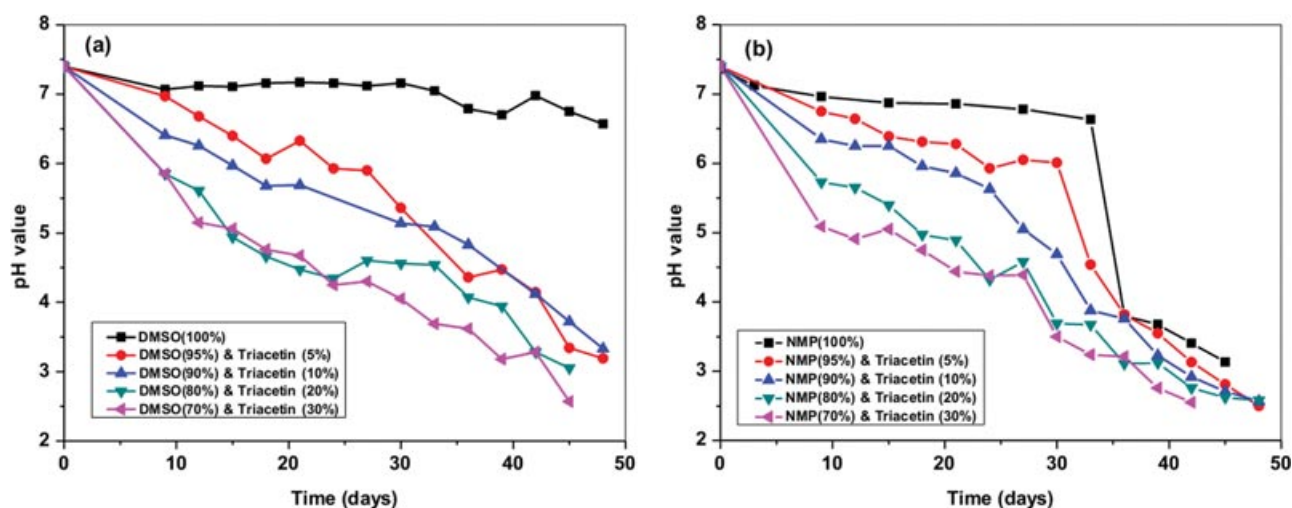 (a)
pH value
8
7
6
5
4
3
2
DMSO(100%)
DMSO(95%) & Triacetin (5%)
DMSO(90%) & Triacetin (10%)
DMSO(80%) & Triacetin (20%)
DMSO(70%) & Triacetin (30%)
0 10 20 30 40 50
Time (days)
(b)
pH value
8
7
6
5
4
3
2
NMP(100%)
NMP(95%) & Triacetin (5%)
NMP(90%) & Triacetin (10%)
NMP(80%) & Triacetin (20%)
NMP(70%) & Triacetin (30%)
0 10 20 30 40 50
Time (days)